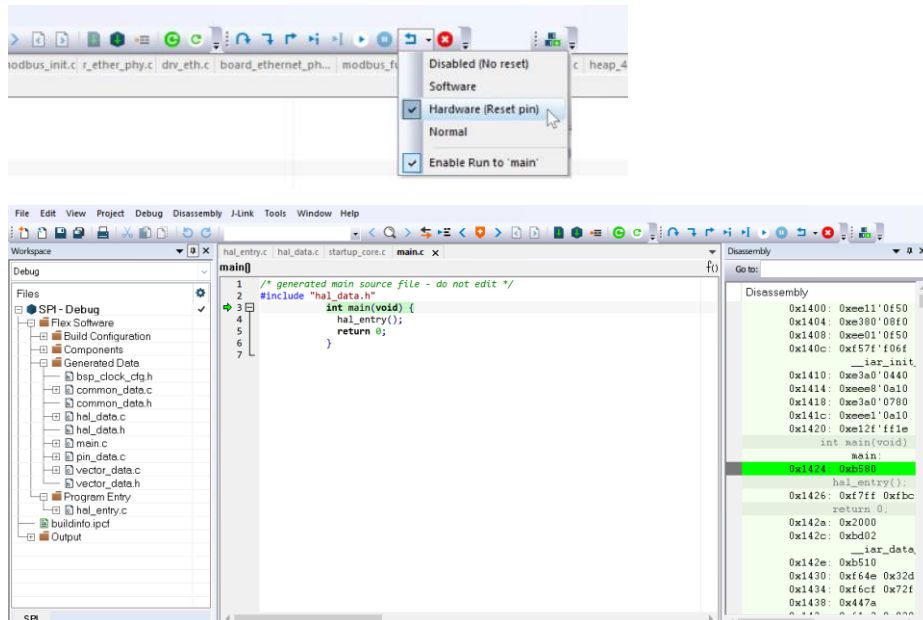 modbus_init.c r_ether_phy.c drv_eth.c board_ethernet_ph... c heap_4
Disabled (No reset)
Software
Hardware (Reset pin)
Normal
Enable Run to 'main'
File Edit View Project Debug Disassembly J-Link Tools Window Help
Workspace
hal_entry.c hal_data.c startup_core.c main.c x
Disassembly
Debug
main()
f()
Go to:
Files
SPI - Debug
Flex Software
Build Configuration
Components
Generated Data
bsp_clock_cfg.h
common_data.c
common_data.h
hal_data.c
hal_data.h
main.c
pin_data.c
vector_data.c
vector_data.h
Program Entry
hal_entry.c
buildinfo.ipcf
Output
SPI
1 /* generated main source file - do not edit */
2 #include "hal_data.h"
3 int main(void) {
4 hal_entry();
5 return 0;
6 }
7
Disassembly
0x1400: 0xee11'0f50
0x1404: 0xe380'08f0
0x1408: 0xee01'0f50
0x140c: 0xf57f'f06f
__iar_init_
0x1410: 0xe3a0'0440
0x1414: 0xeee8'0a10
0x1418: 0xe3a0'0780
0x141c: 0xeee1'0a10
0x1420: 0xe12f'ff1e
int main(void)
main:
0x1424: 0xb580
hal_entry();
0x1426: 0xf7ff 0xfbc
return 0;
0x142a: 0x2000
0x142c: 0xbd02
__iar_data_
0x142e: 0xb510
0x1430: 0xf64e 0x32d
0x1434: 0xf6cf 0x72f
0x1438: 0x447a